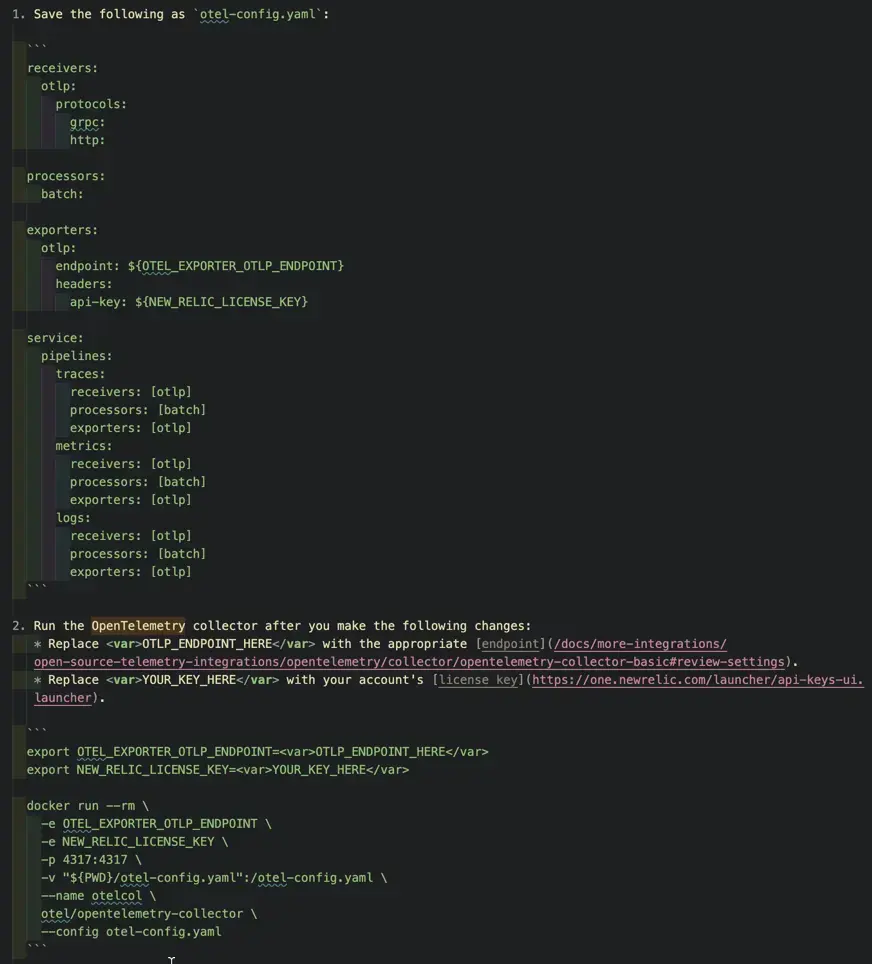 1. Save the following as `otel-config.yaml`:
```
receivers:
  otlp:
    protocols:
      grpc:
      http:
processors:
  batch:
exporters:
  otlp:
    endpoint: ${OTEL_EXPORTER_OTLP_ENDPOINT}
    headers:
      api-key: ${NEW_RELIC_LICENSE_KEY}
service:
  pipelines:
    traces:
      receivers: [otlp]
      processors: [batch]
      exporters: [otlp]
    metrics:
      receivers: [otlp]
      processors: [batch]
      exporters: [otlp]
    logs:
      receivers: [otlp]
      processors: [batch]
      exporters: [otlp]
```
2. Run the OpenTelemetry collector after you make the following changes:
* Replace <var>OTLP_ENDPOINT_HERE</var> with the appropriate [endpoint](/docs/more-integrations/
open-source-telemetry-integrations/opentelemetry/collector/opentelemetry-collector-basic#review-settings).
* Replace <var>YOUR_KEY_HERE</var> with your account's [license key](https://one.newrelic.com/launcher/api-keys-ui.
launcher).
```
export OTEL_EXPORTER_OTLP_ENDPOINT=<var>OTLP_ENDPOINT_HERE</var>
export NEW_RELIC_LICENSE_KEY=<var>YOUR_KEY_HERE</var>
docker run --rm \
  -e OTEL_EXPORTER_OTLP_ENDPOINT \
  -e NEW_RELIC_LICENSE_KEY \
  -p 4317:4317 \
  -v "${PWD}/otel-config.yaml":/otel-config.yaml \
  --name otelcol \
  otel/opentelemetry-collector \
  --config otel-config.yaml
```